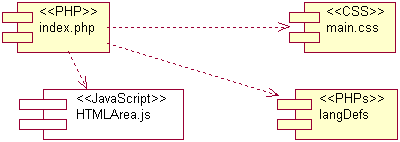 <<PHP>>
index.php
<<CSS>>
main.css
<<JavaScript>>
HTMLArea.js
<<PHPs>>
langDefs